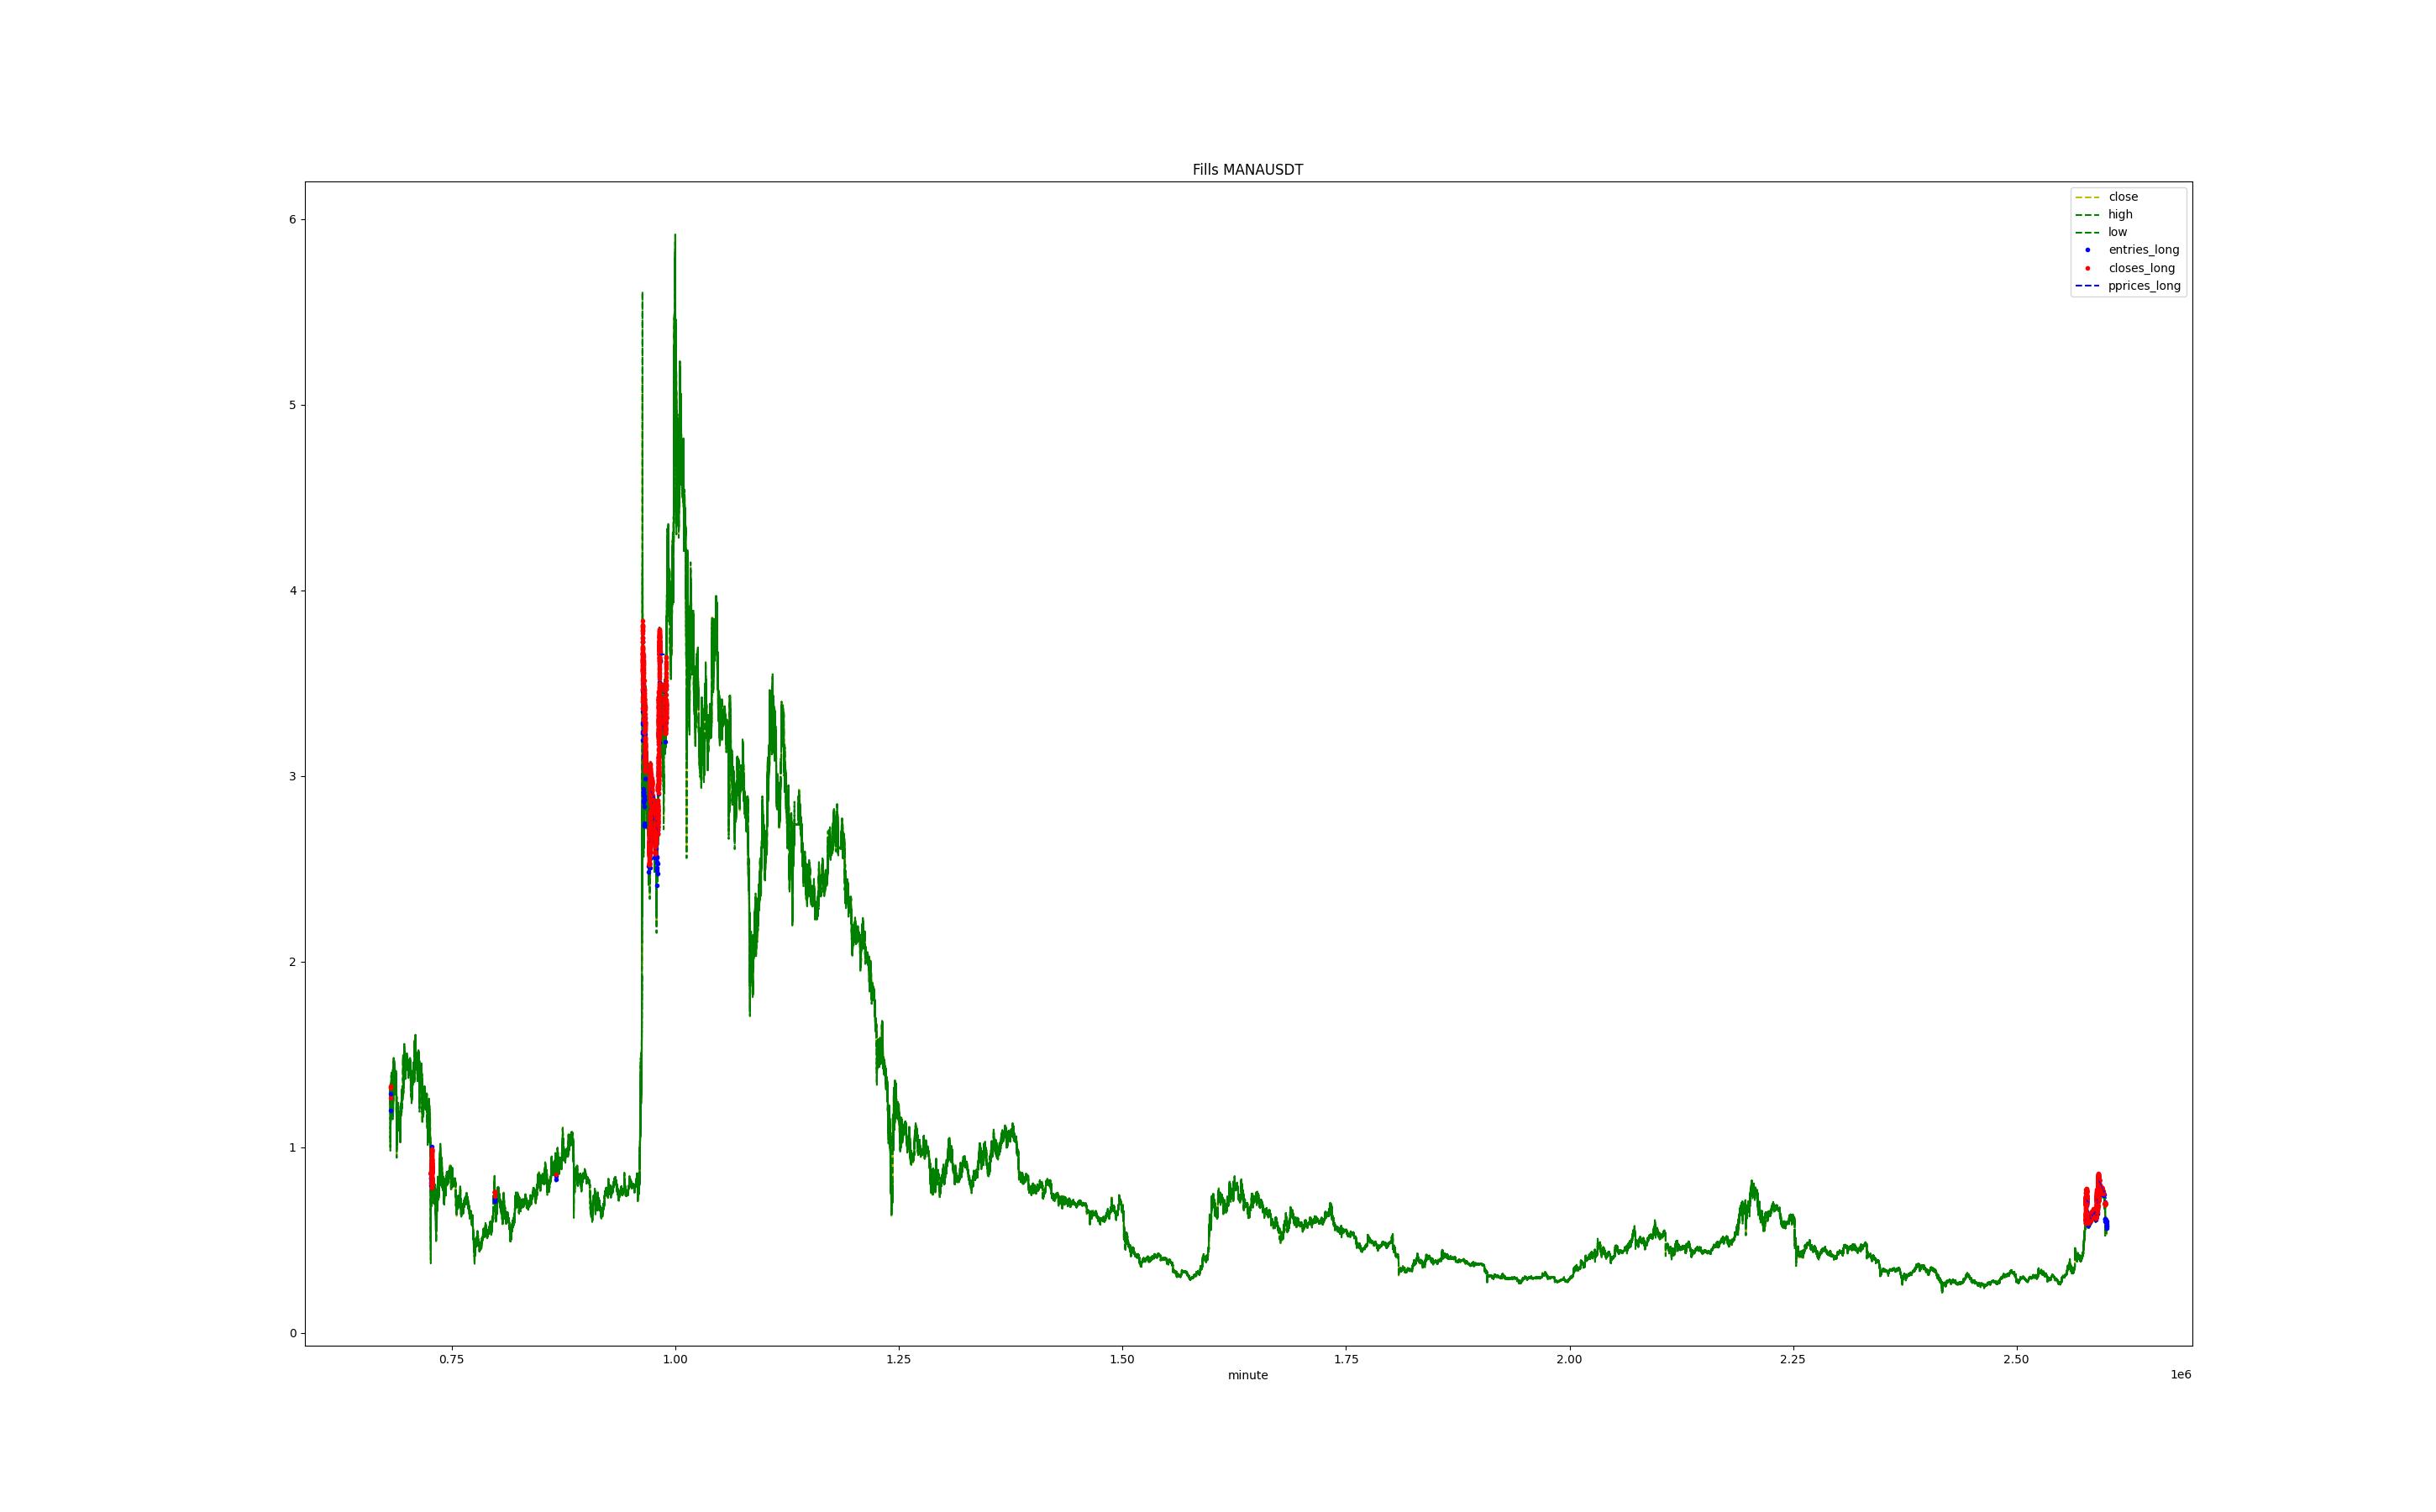 Fills MANAUSDT
close
high
low
entries_long
closes_long
pprices_long
6
5
4
3
2
1
0
0.75 1.00 1.25 1.50 1.75 2.00 2.25 2.50
1e6
minute